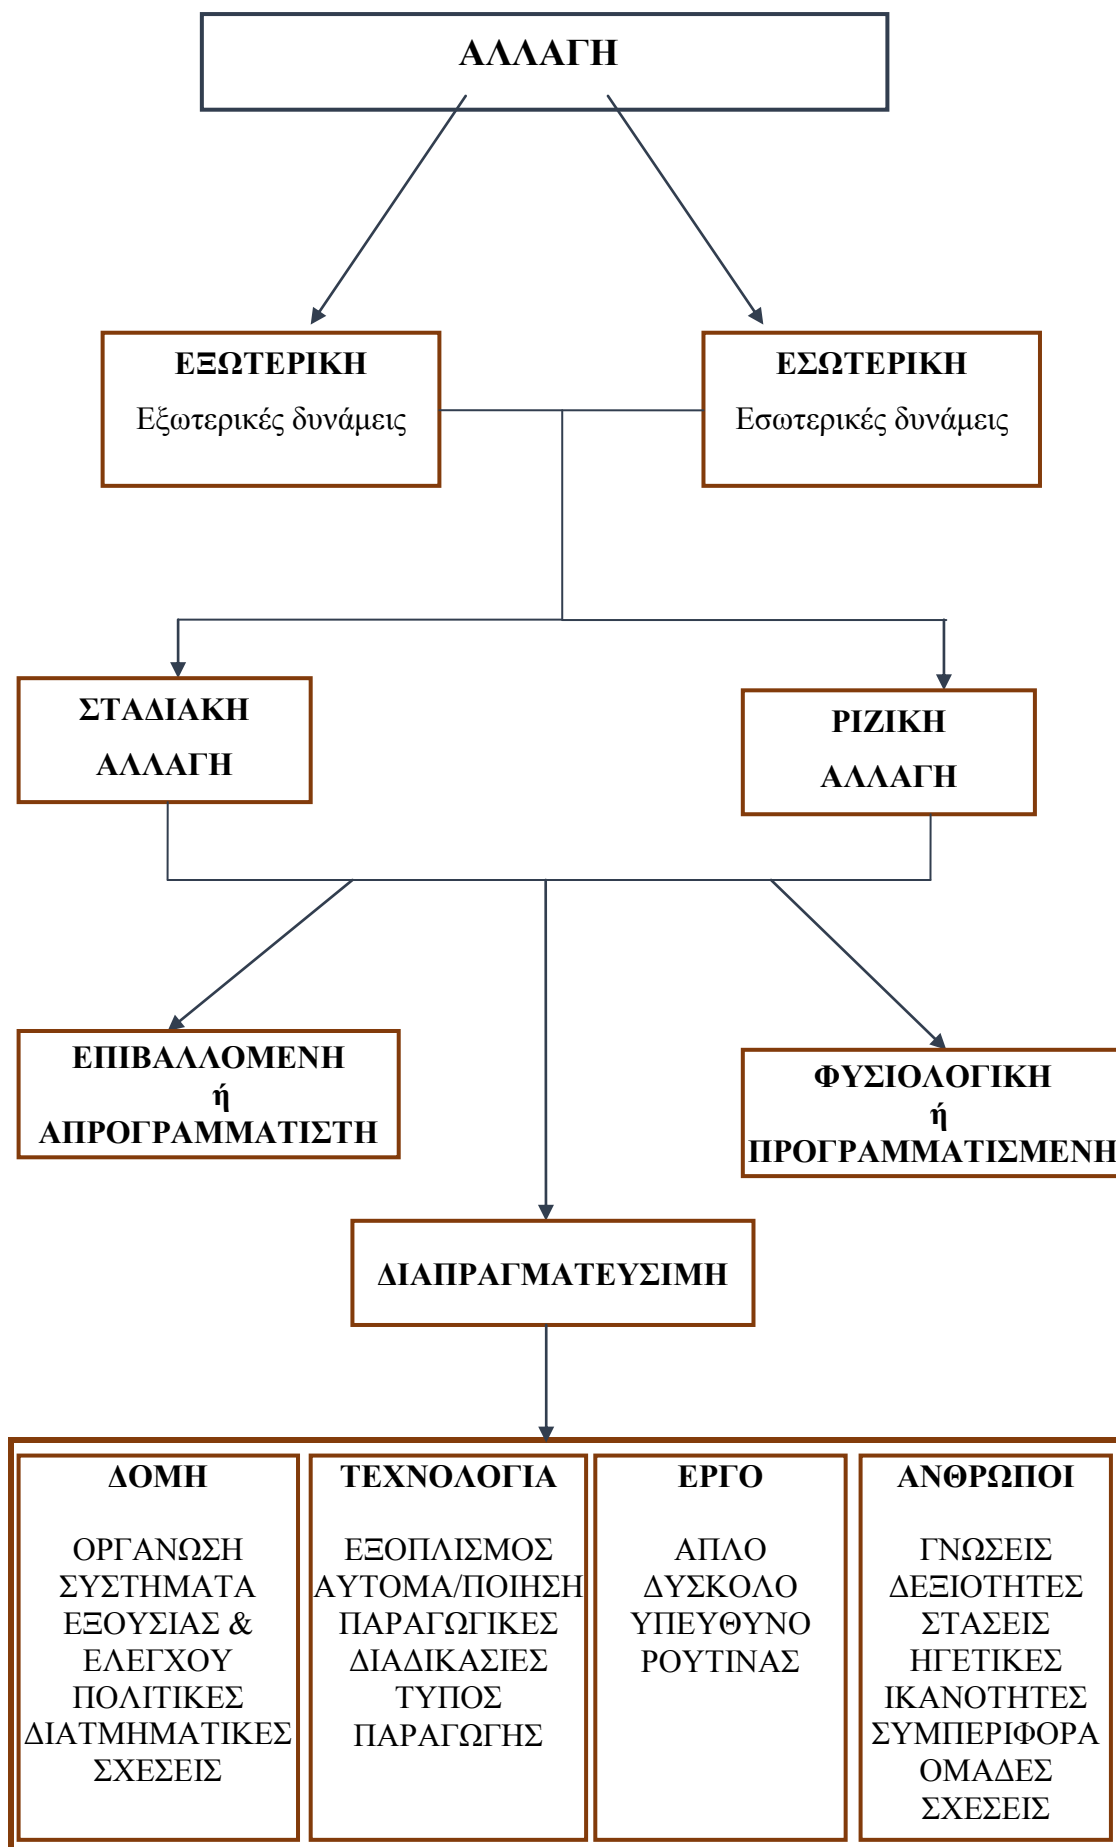 ΑΛΛΑΓΗ
ΕΞΩΤΕΡΙΚΗ
Εξωτερικές δυνάμεις
ΕΣΩΤΕΡΙΚΗ
Εσωτερικές δυνάμεις
ΣΤΑΔΙΑΚΗ
ΑΛΛΑΓΗ
ΡΙΖΙΚΗ
ΑΛΛΑΓΗ
ΕΠΙΒΑΛΛΟΜΕΝΗ
ή
ΑΠΡΟΓΡΑΜΜΑΤΙΣΤΗ
ΦΥΣΙΟΛΟΓΙΚΗ
ή
ΠΡΟΓΡΑΜΜΑΤΙΣΜΕΝΗ
ΔΙΑΠΡΑΓΜΑΤΕΥΣΙΜΗ
ΔΟΜΗ
ΟΡΓΑΝΩΣΗ
ΣΥΣΤΗΜΑΤΑ
ΕΞΟΥΣΙΑΣ &
ΕΛΕΓΧΟΥ
ΠΟΛΙΤΙΚΕΣ
ΔΙΑΤΜΗΜΑΤΙΚΕΣ
ΣΧΕΣΕΙΣ
ΤΕΧΝΟΛΟΓΙΑ
ΕΞΟΠΛΙΣΜΟΣ
ΑΥΤΟΜΑ/ΠΟΙΗΣΗ
ΠΑΡΑΓΩΓΙΚΕΣ
ΔΙΑΔΙΚΑΣΙΕΣ
ΤΥΠΟΣ
ΠΑΡΑΓΩΓΗΣ
ΕΡΓΟ
ΑΠΛΟ
ΔΥΣΚΟΛΟ
ΥΠΕΥΘΥΝΟ
ΡΟΥΤΙΝΑΣ
ΑΝΘΡΩΠΟΙ
ΓΝΩΣΕΙΣ
ΔΕΞΙΟΤΗΤΕΣ
ΣΤΑΣΕΙΣ
ΗΓΕΤΙΚΕΣ
ΙΚΑΝΟΤΗΤΕΣ
ΣΥΜΠΕΡΙΦΟΡΑ
ΟΜΑΔΕΣ
ΣΧΕΣΕΙΣ